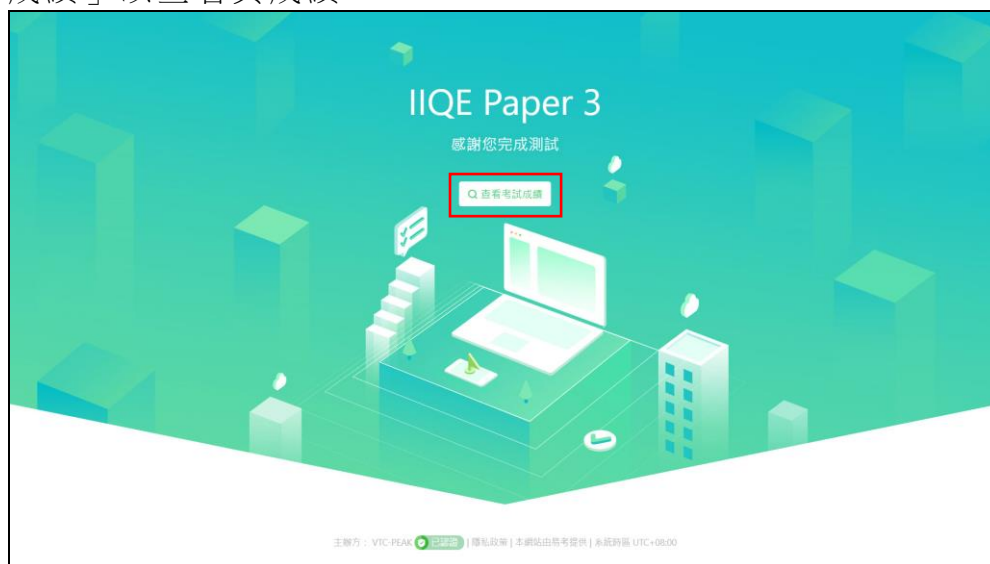 成績」以查看其成績
IIQE Paper 3
感謝您完成測試
查看考試成績
主辦方： VTC-PEAK 已認證 | 隱私政策 | 本網站由易考提供 | 系統時區 UTC+08:00